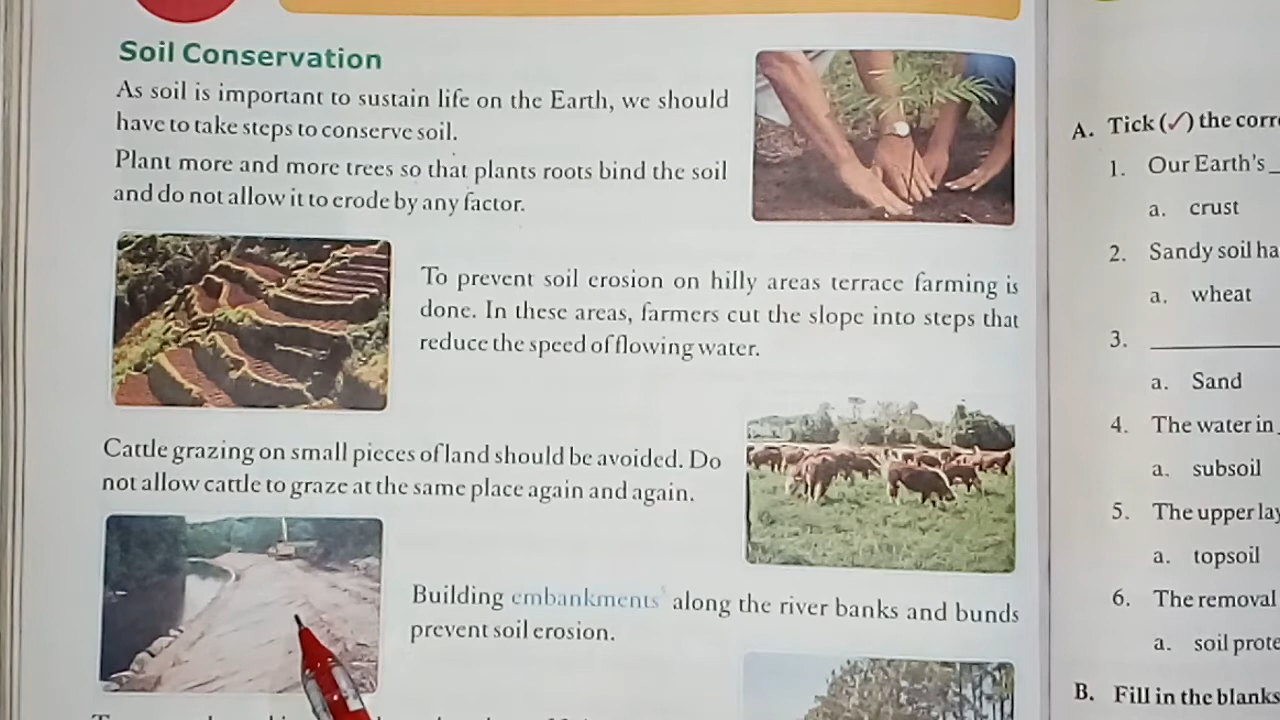 Soil Conservation
As soil is important to sustain life on the Earth, we should
have to take steps to conserve soil.
Plant more and more trees so that plants roots bind the soil
and do not allow it to erode by any factor.
To prevent soil erosion on hilly areas terrace farming is
done. In these areas, farmers cut the slope into steps that
reduce the speed of flowing water.
Cattle grazing on small pieces of land should be avoided. Do
not allow cattle to graze at the same place again and again.
Building embankments along the river banks and bunds
prevent soil erosion.
A. Tick (✓) the
1. Our Earth's
a. crust
2. Sandy soil
a. wheat
3.
a. Sand
4. The water in
a. subsoil
5. The upper
a. topsoil
6. The removal
a. soil
B. Fill in the blanks